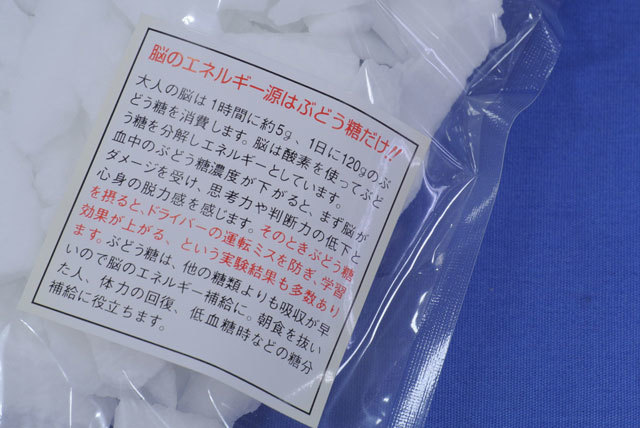 脳のエネルギー源はぶどう糖だけ!!
大人の脳は1時間に約5g、1日に120gのぶ
どう糖を消費します。脳は酸素を使ってぶど
う糖を分解しエネルギーとしています。
血中のぶどう糖濃度が下がると、まず脳が
ダメージを受け、思考力や判断力の低下と
心身の脱力感を感じます。そのときぶどう糖
を摂ると、ドライバーの運転ミスを防ぎ、学習
効果が上がる、という実験結果も多数あり
ます。ぶどう糖は、他の糖類よりも吸収が早
いので脳のエネルギー補給に。朝食を抜い
た人、体力の回復、低血糖時などの糖分
補給に役立ちます。